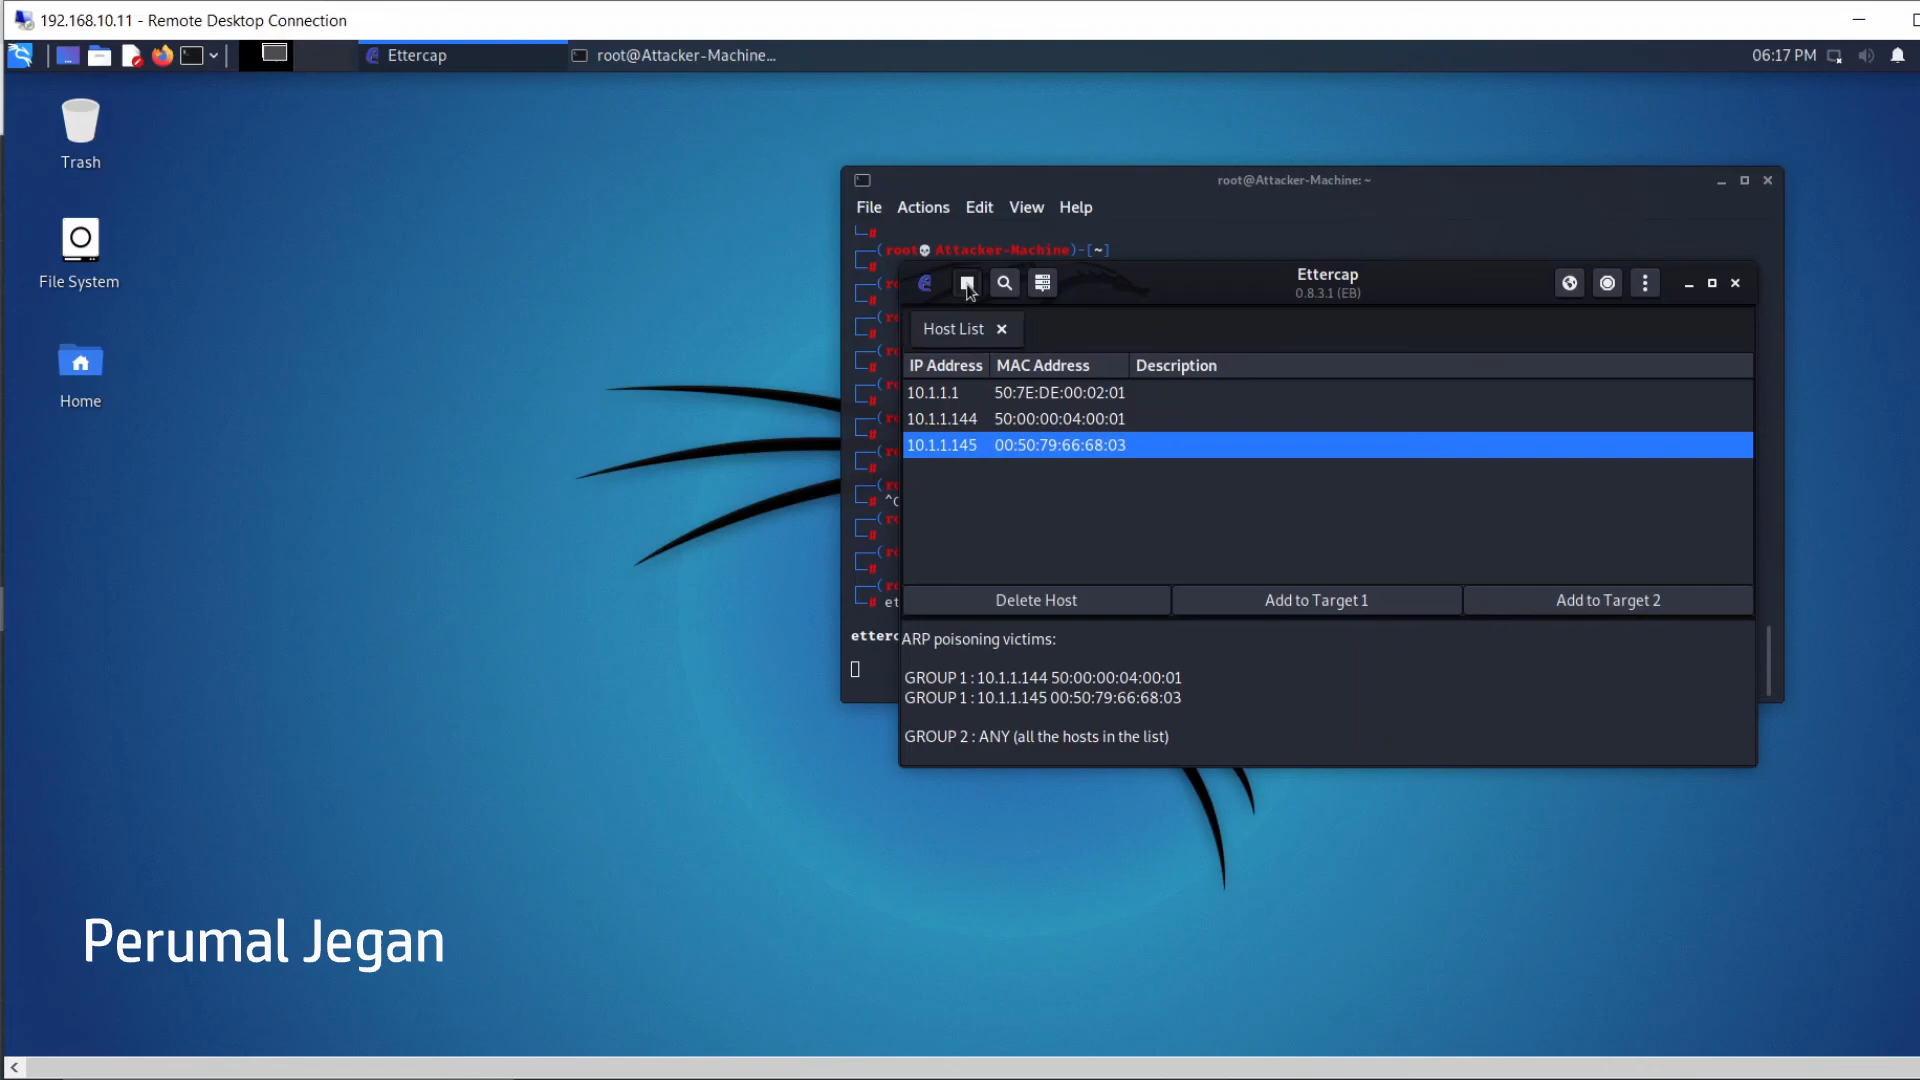 192.168.10.11 - Remote Desktop Connection
Ettercap
root@Attacker-Machine...
06:17 PM
Trash
File System
Home
root@Attacker-Machine: ~
File Actions Edit View Help
#
(root Attacker-Machine)-[~]
#
Ettercap
0.8.3.1 (EB)
Host List
IP Address MAC Address Description
10.1.1.1 50:7E:DE:00:02:01
10.1.1.144 50:00:00:04:00:01
10.1.1.145 00:50:79:66:68:03
Delete Host Add to Target 1 Add to Target 2
ARP poisoning victims:
GROUP 1 : 10.1.1.144 50:00:00:04:00:01
GROUP 1 : 10.1.1.145 00:50:79:66:68:03
GROUP 2 : ANY (all the hosts in the list)
Perumal Jegan